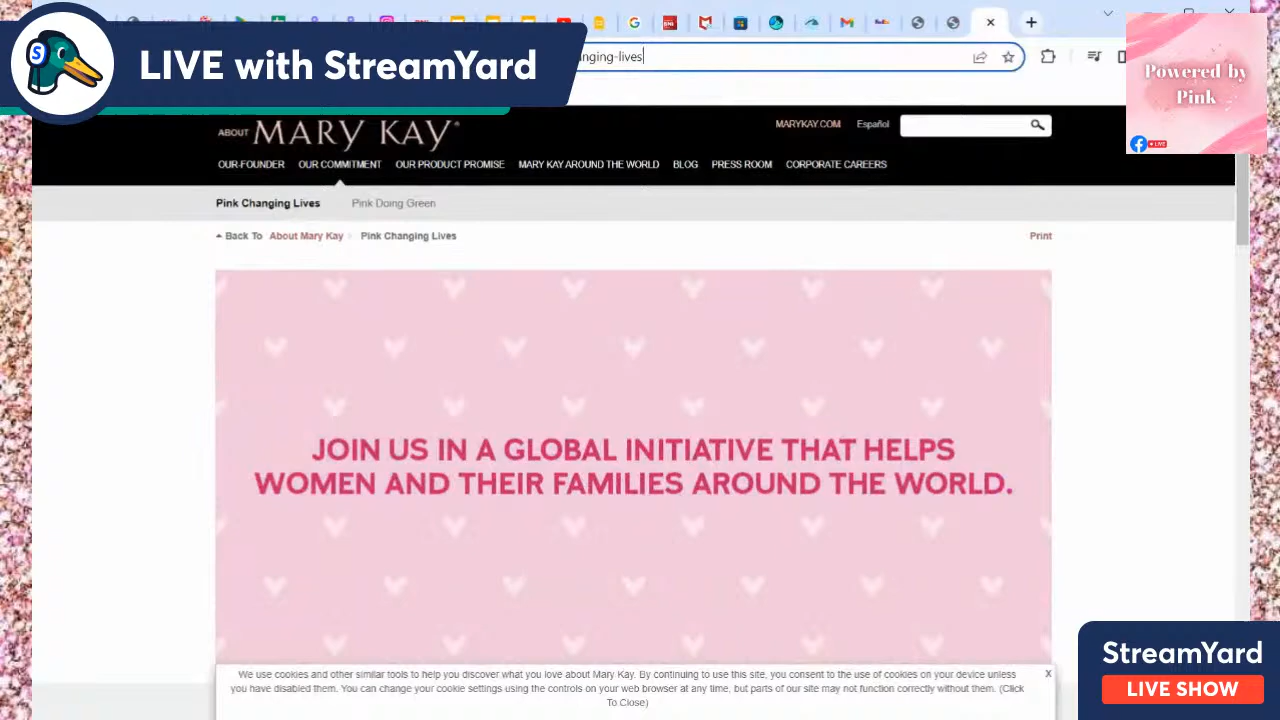 S
LIVE with StreamYard
nging-lives
Powered by
Pink
LIVE
ABOUT MARY KAY®
MARYKAY.COM Español
OUR FOUNDER OUR COMMITMENT OUR PRODUCT PROMISE MARY KAY AROUND THE WORLD BLOG PRESS ROOM CORPORATE CAREERS
Pink Changing Lives Pink Doing Green
Back To About Mary Kay Pink Changing Lives Print
JOIN US IN A GLOBAL INITIATIVE THAT HELPS
WOMEN AND THEIR FAMILIES AROUND THE WORLD.
We use cookies and other similar tools to help you discover what you love about Mary Kay. By continuing to use this site, you consent to the use of cookies on your device unless
you have disabled them. You can change your cookie settings using the controls on your web browser at any time, but parts of our site may not function correctly without them. (Click
To Close)
X
StreamYard
LIVE SHOW